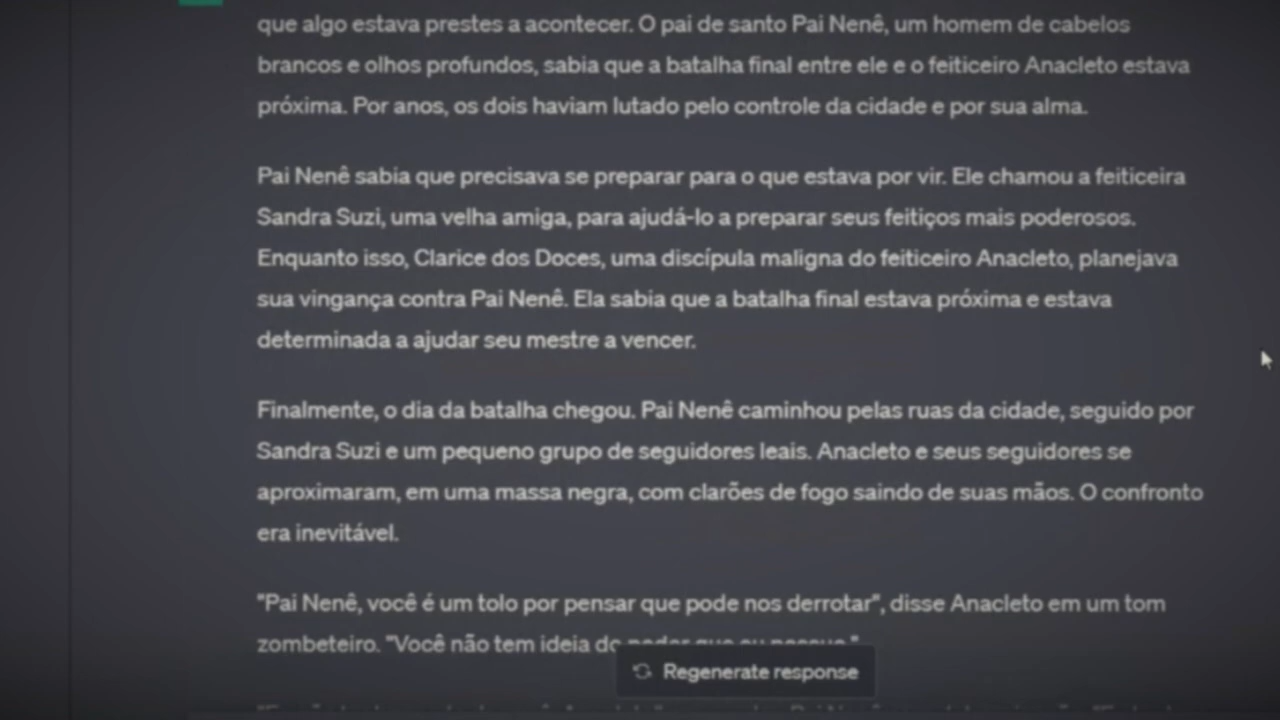 que algo estava prestes a acontecer. O pai de santo Pai Nenê, um homem de cabelos
brancos e olhos profundos, sabia que a batalha final entre ele e o feiticeiro Anacleto estava
próxima. Por anos, os dois haviam lutado pelo controle da cidade e por sua alma.
Pai Nenê sabia que precisava se preparar para o que estava por vir. Ele chamou a feiticeira
Sandra Suzi, uma velha amiga, para ajudá-lo a preparar seus feitiços mais poderosos.
Enquanto isso, Clarice dos Doces, uma discípula maligna do feiticeiro Anacleto, planejava
sua vingança contra Pai Nenê. Ela sabia que a batalha final estava próxima e estava
determinada a ajudar seu mestre a vencer.
Finalmente, o dia da batalha chegou. Pai Nenê caminhou pelas ruas da cidade, seguido por
Sandra Suzi e um pequeno grupo de seguidores leais. Anacleto e seus seguidores se
aproximaram, em uma massa negra, com clarões de fogo saindo de suas mãos. O confronto
era inevitável.
"Pai Nenê, você é um tolo por pensar que pode nos derrotar", disse Anacleto em um tom
zombeteiro. "Você não tem ideia do poder que eu possuo."
Regenerate response